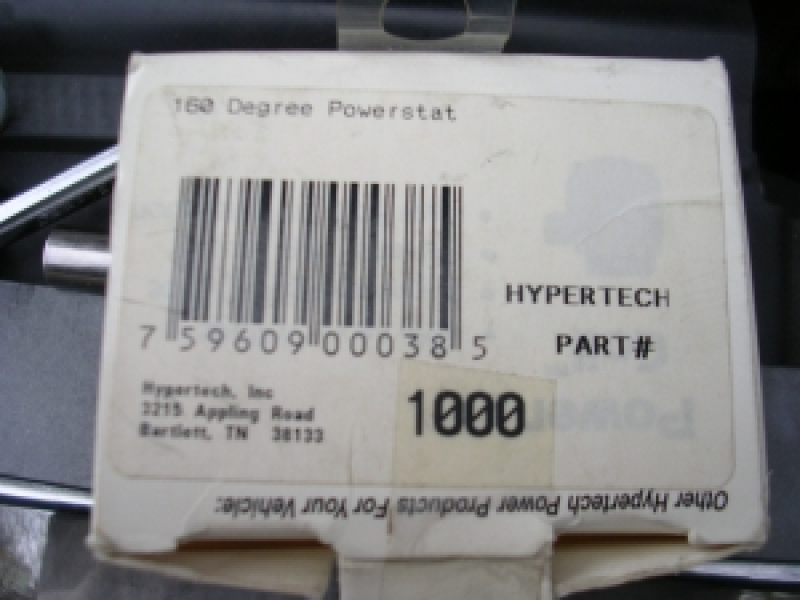 160 Degree Powerstat
HYPERTECH
PART#
7 59609 00038 5
Hypertech, Inc
3215 Appling Road
Bartlett, TN 38133
1000
Other Hypertech Power Products For Your Vehicle:
Power